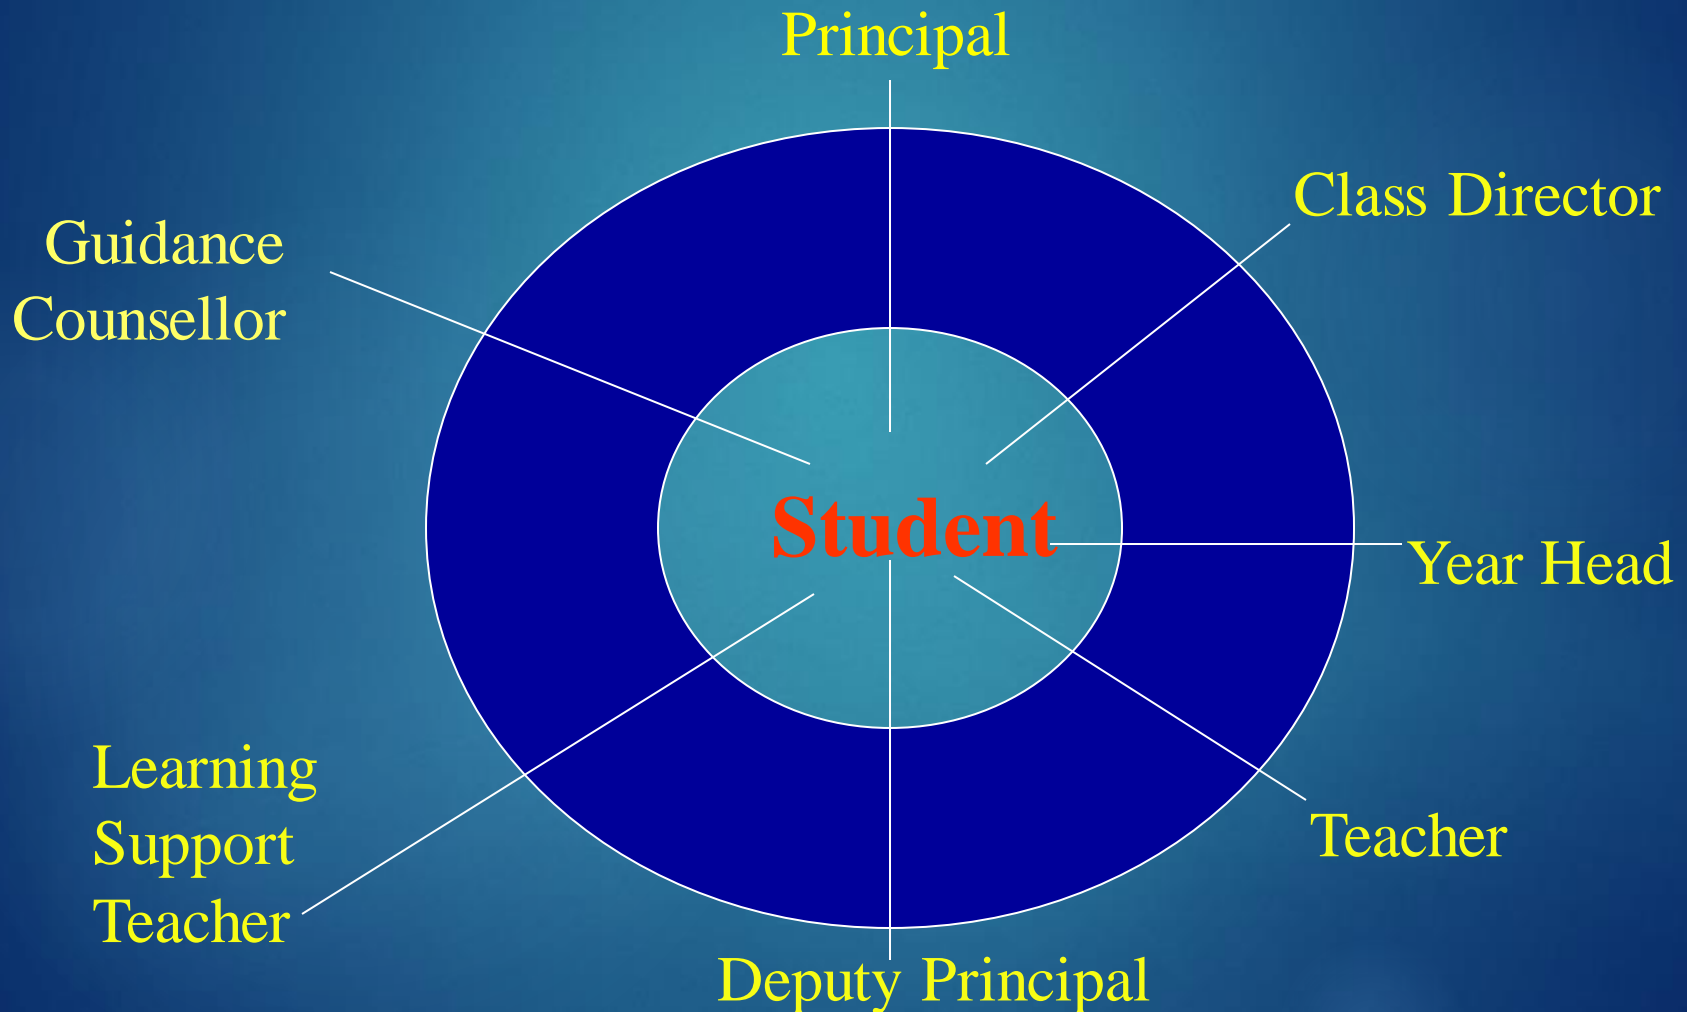 Principal
Class Director
Guidance
Counsellor
Student
Year Head
Learning
Support
Teacher
Teacher
Deputy Principal